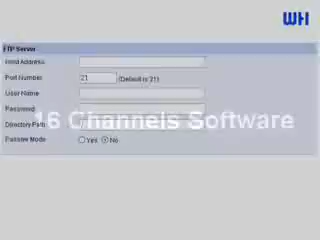 WH
FTP Server
Host Address
Port Number 21 (Default is '21')
User Name
Password
16 Channels Software
Directory Path
Passive Mode Yes No